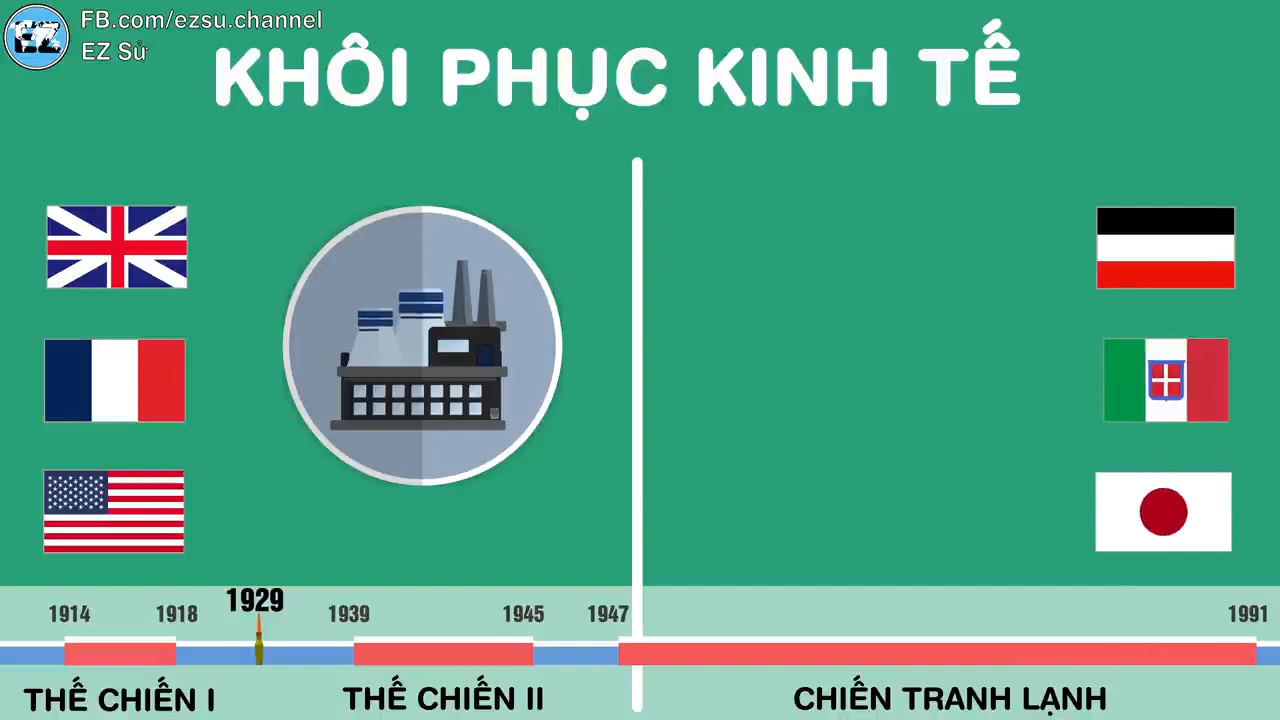 EZ
FB.com/ezsu.channel
EZ Sử
KHÔI PHỤC KINH TẾ
1914
1918
1929
1939
1945
1947
1991
THẾ CHIẾN I
THẾ CHIẾN II
CHIẾN TRANH LẠNH